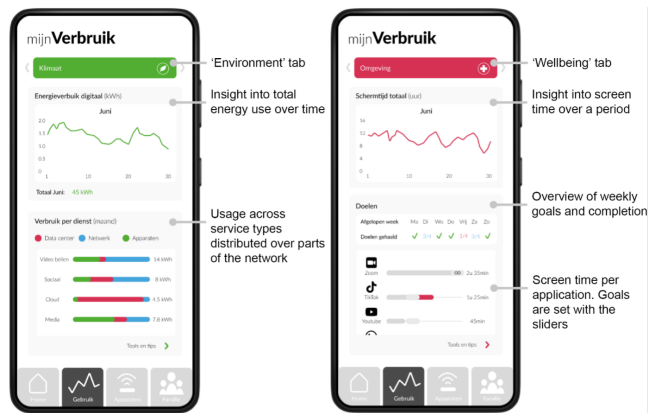 mijnVerbruik
Klimaat
'Environment' tab
Energieverbuik digitaal (kWh)
Juni
2.0
1.5
1.0
0.5
0
1
10
20
30
Totaal Juni: 45 kWh
Insight into total
energy use over time
Verbruik per dienst (maand)
Data center
Netwerk
Apparaten
Video bellen
14 kWh
Sociaal
8 kWh
Cloud
4.5 kWh
Media
7.8 kWh
Tools en tips
Usage across
service types
distributed over parts
of the network
Home
Gebruik
Apparaten
Familie
mijnVerbruik
Omgeving
'Wellbeing' tab
Schermtijd totaal (uur)
Juni
16
12
8
4
0
1
10
20
30
Insight into screen
time over a period
Doelen
Afgelopen week Ma Di Wo Do Vrij Za Zo
Doelen gehaald 3/4 1/4 3/4
Overview of weekly
goals and completion
Zoom
2u 35min
TikTok
1u 25min
Youtube
45min
Tools en tips
Screen time per
application. Goals
are set with the
sliders
Home
Gebruik
Apparaten
Familie